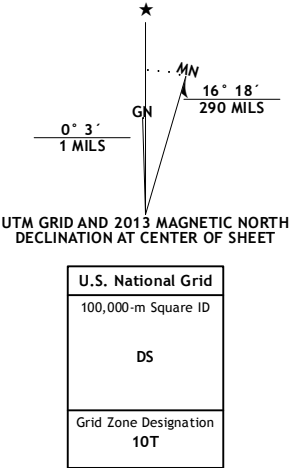 MN
16° 18´
290 MILS
GN
0° 3´
1 MILS
UTM GRID AND 2013 MAGNETIC NORTH
DECLINATION AT CENTER OF SHEET
U.S. National Grid
100,000-m Square ID
DS
Grid Zone Designation
10T